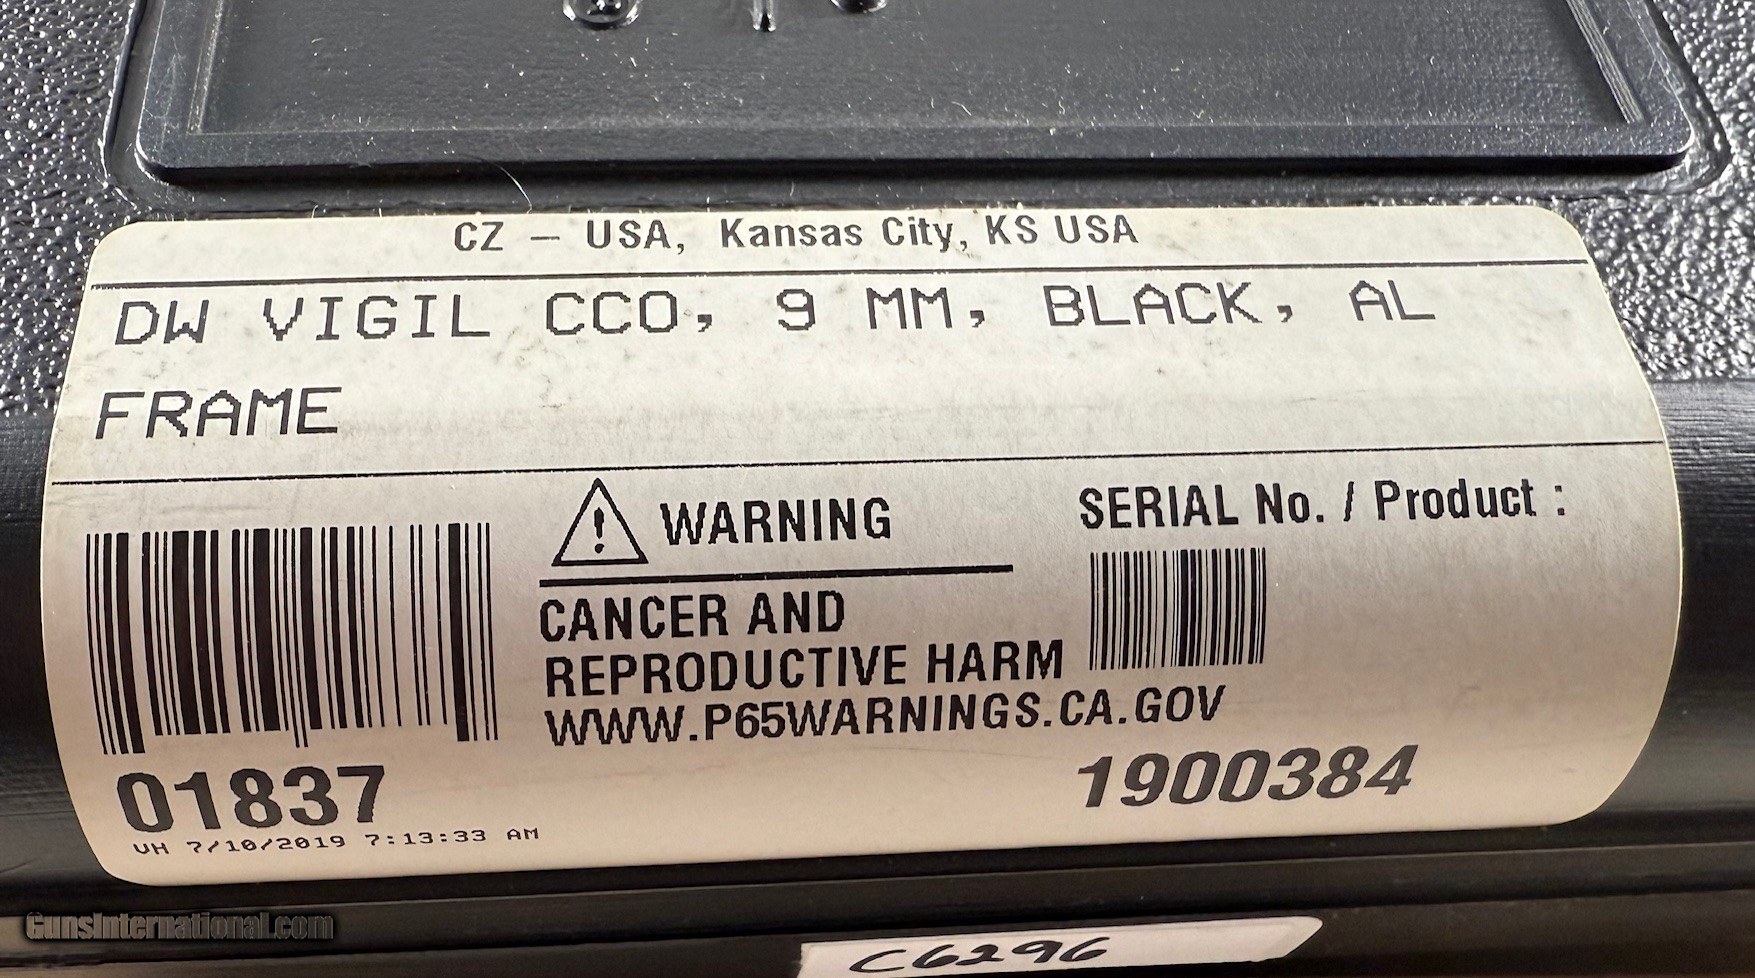 CZ – USA, Kansas City, KS USA
DW VIGIL CCO, 9 MM, BLACK, AL
FRAME
WARNING
CANCER AND
REPRODUCTIVE HARM
WWW.P65WARNINGS.CA.GOV
SERIAL No. / Product :
01837
VH 7/10/2019 7:13:33 AM
1900384
GunsInternational.com
C6296